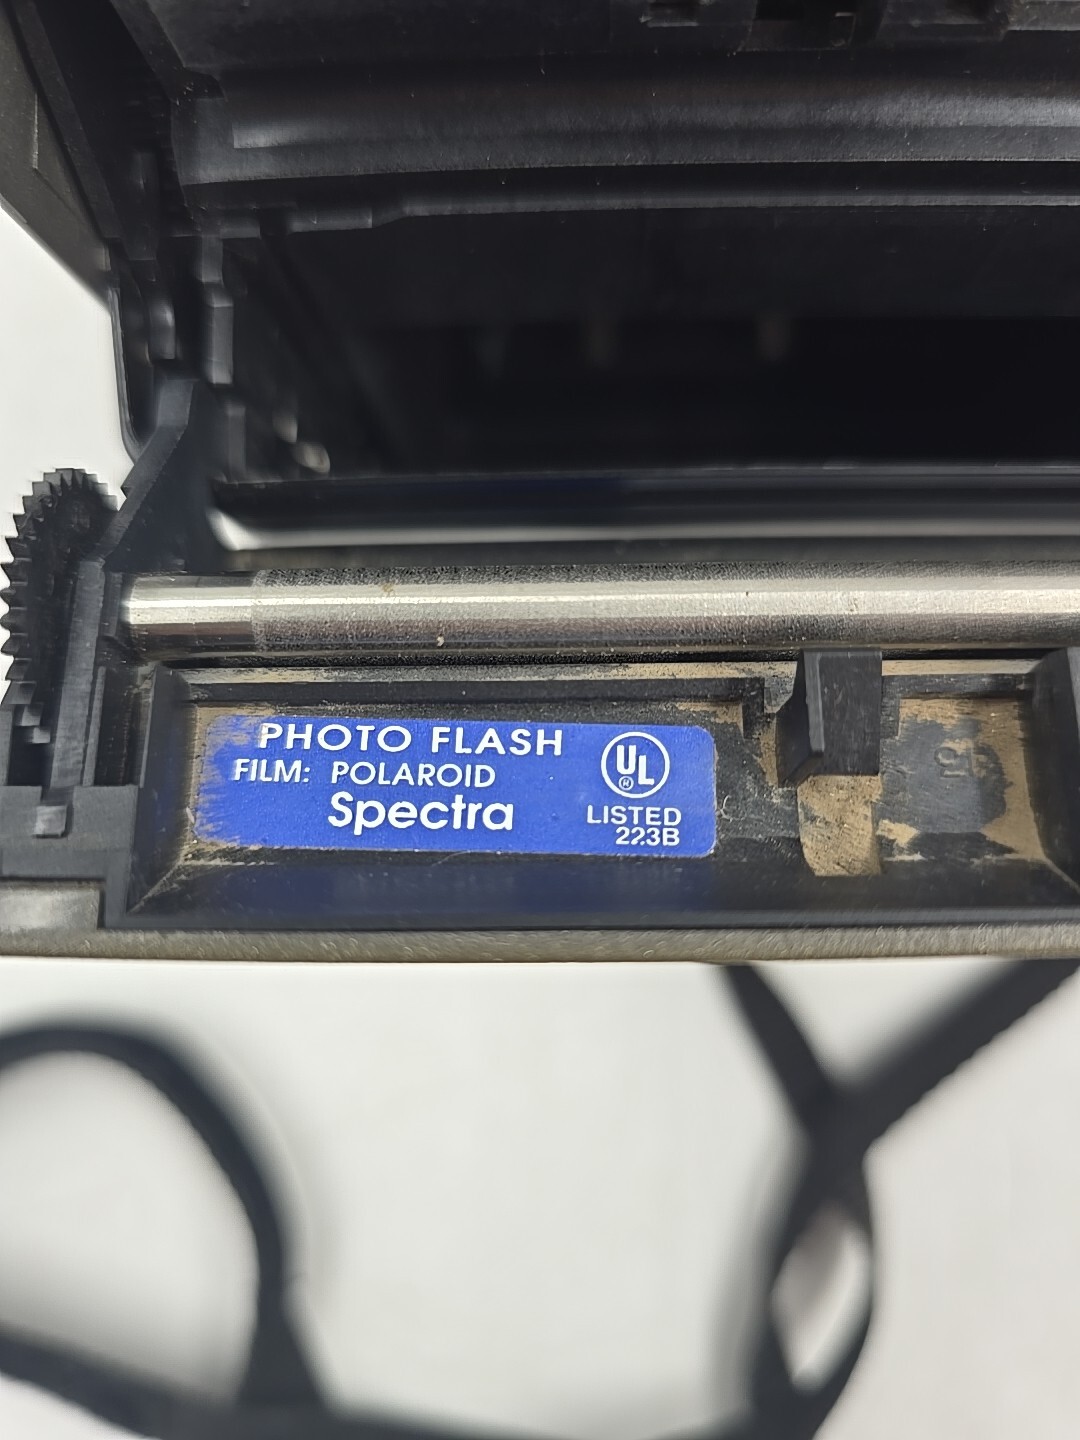 PHOTO FLASH
FILM: POLAROID
Spectra
UL
®
LISTED
223B